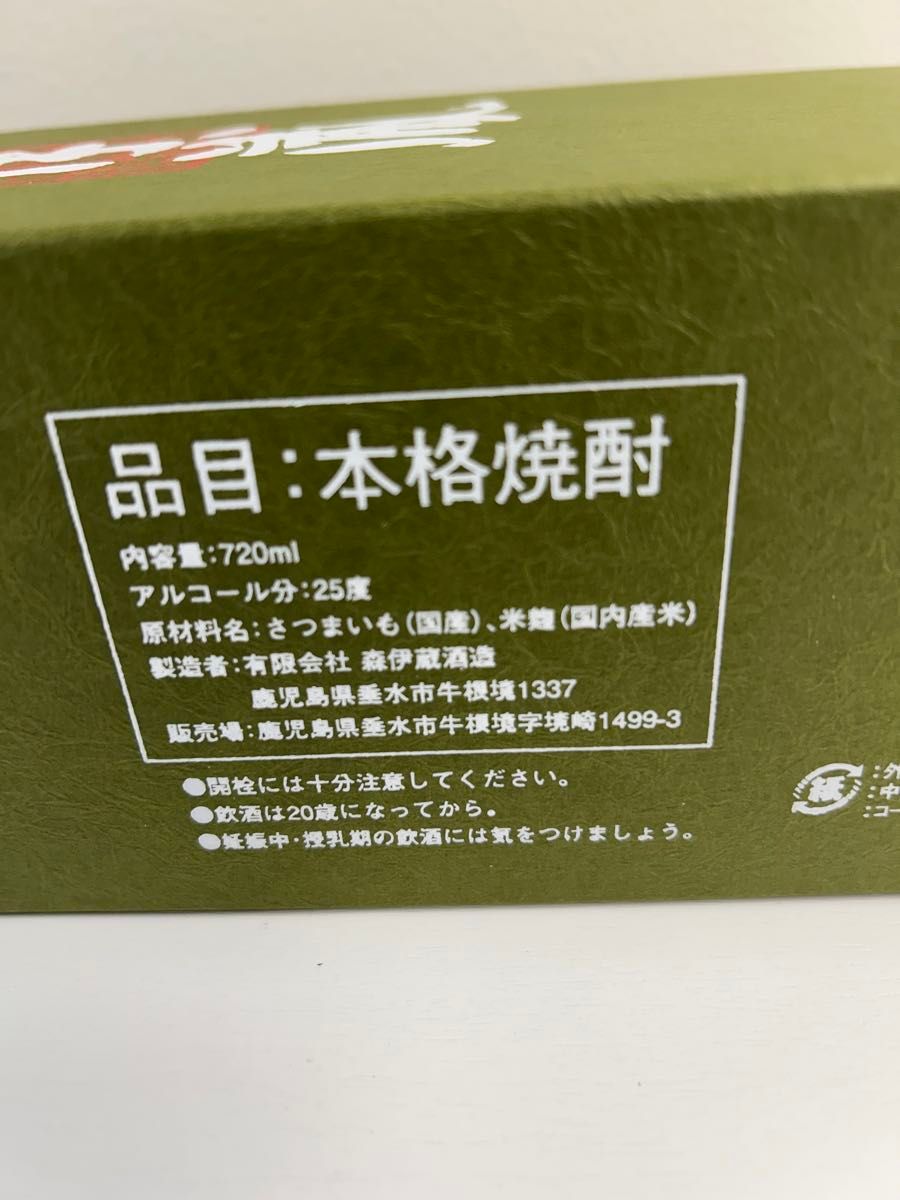 品目:本格焼酎
内容量:720ml
アルコール分:25度
原材料名:さつまいも(国産)、米麹(国内産米)
製造者:有限会社 森伊蔵酒造
鹿児島県垂水市牛根境1337
販売場:鹿児島県垂水市牛根境字境崎1499-3
●開栓には十分注意してください。
●飲酒は20歳になってから。
●妊娠中・授乳期の飲酒には気をつけましょう。
紙
:外
:中
:コー